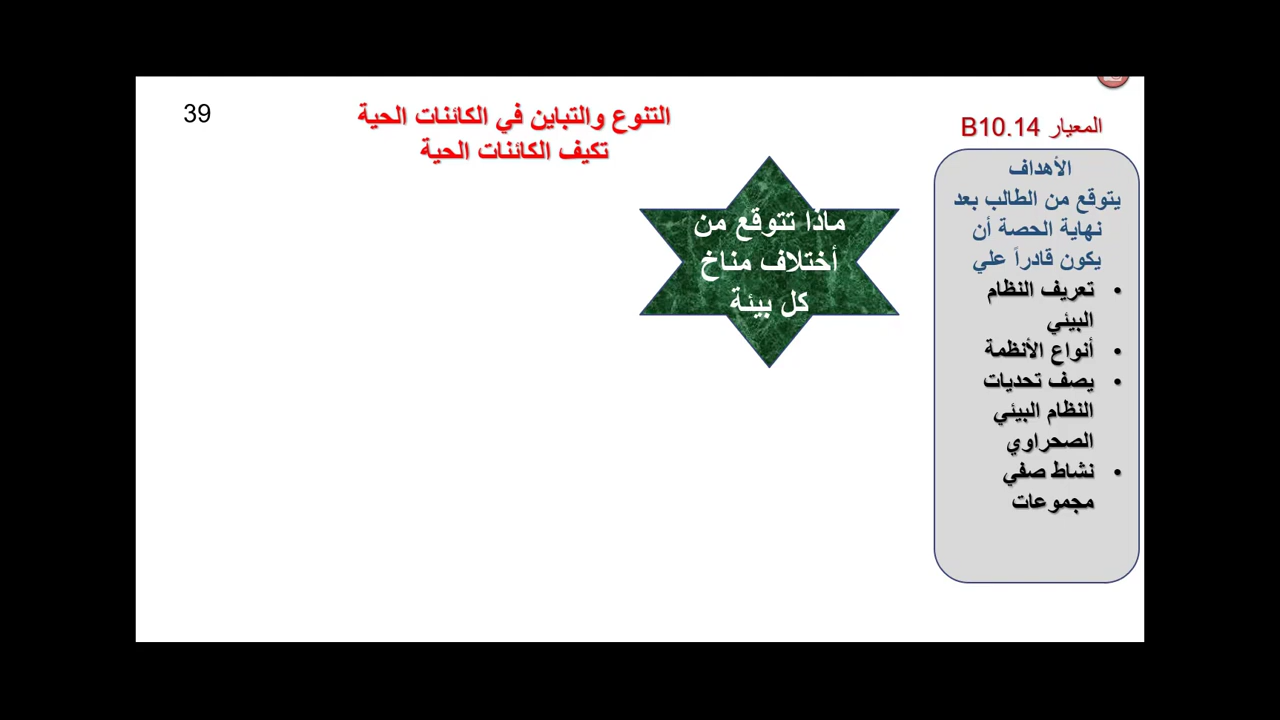 39
التنوع والتباين في الكائنات الحية
تكيف الكائنات الحية
المعيار B10.14
ماذا تتوقع من
أختلاف مناخ
كل بيئة
الأهداف
يتوقع من الطالب بعد
نهاية الحصة أن
يكون قادراً علي
• تعريف النظام
البيئي
• أنواع الأنظمة
• يصف تحديات
النظام البيئي
الصحراوي
• نشاط صفي
مجموعات